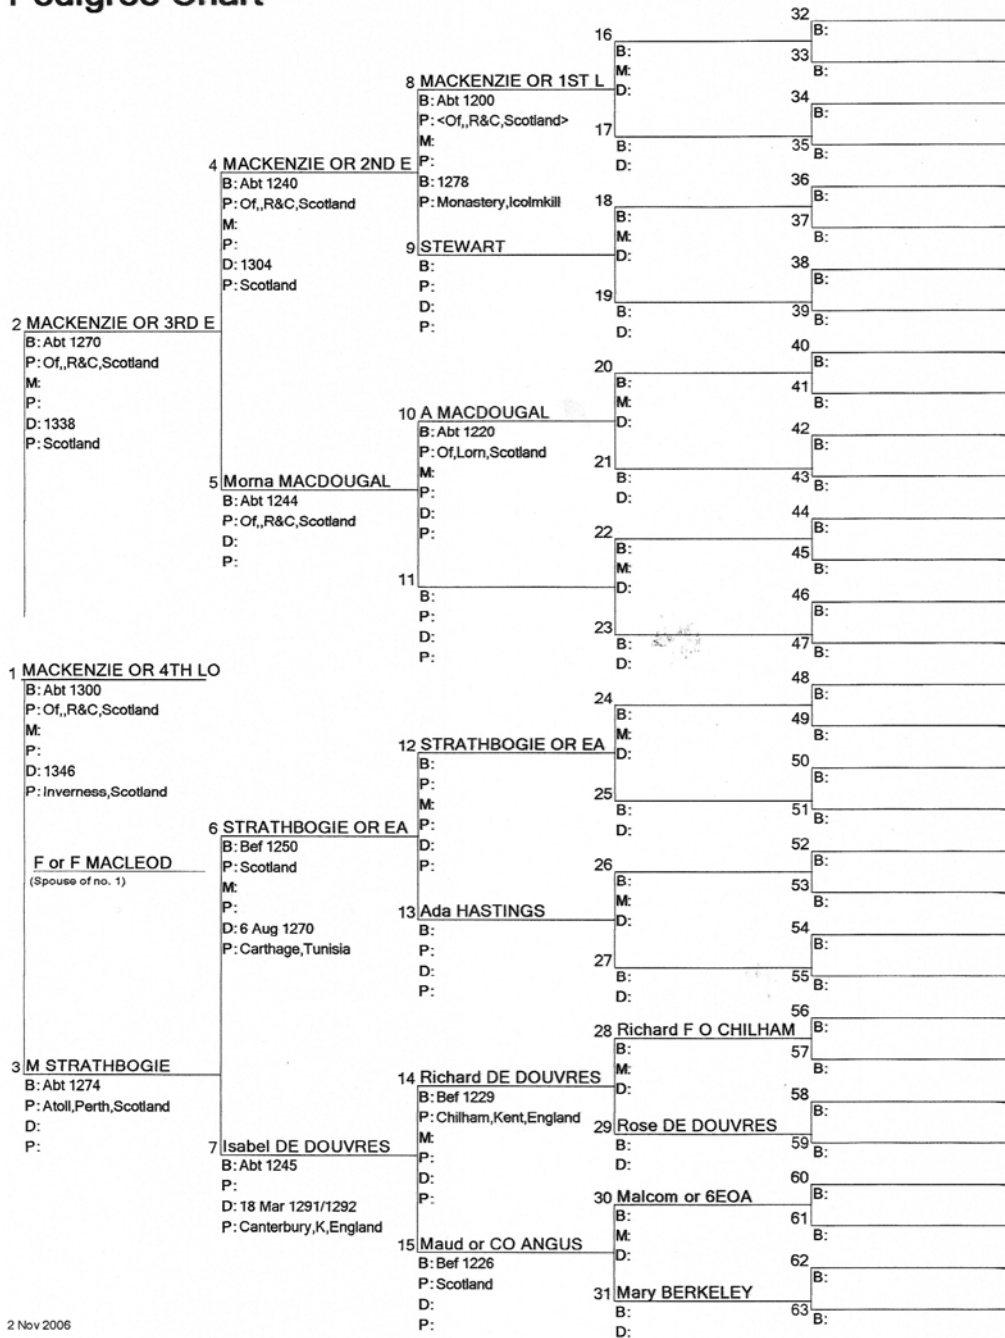 Pedigree Chart
1 MACKENZIE OR 4TH LO
B: Abt 1300
P: Of,,R&C,Scotland
M:
P:
D: 1346
P: Inverness,Scotland
F or F MACLEOD
(Spouse of no. 1)
2 MACKENZIE OR 3RD E
B: Abt 1270
P: Of,,R&C,Scotland
M:
P:
D: 1338
P: Scotland
3 M STRATHBOGIE
B: Abt 1274
P: Atoll,Perth,Scotland
D:
P:
4 MACKENZIE OR 2ND E
B: Abt 1240
P: Of,,R&C,Scotland
M:
P:
D: 1304
P: Scotland
5 Morna MACDOUGAL
B: Abt 1244
P: Of,,R&C,Scotland
D:
P:
6 STRATHBOGIE OR EA
B: Bef 1250
P: Scotland
M:
P:
D: 6 Aug 1270
P: Carthage,Tunisia
7 Isabel DE DOUVRES
B: Abt 1245
P:
D: 18 Mar 1291/1292
P: Canterbury,K,England
8 MACKENZIE OR 1ST L
B: Abt 1200
P: <Of,,R&C,Scotland>
M:
P:
B: 1278
P: Monastery,Icolmkill
9 STEWART
B:
P:
D:
P:
10 A MACDOUGAL
B: Abt 1220
P: Of,Lorn,Scotland
M:
P:
D:
P:
11
B:
P:
D:
P:
12 STRATHBOGIE OR EA
B:
P:
M:
P:
D:
P:
13 Ada HASTINGS
B:
P:
D:
P:
14 Richard DE DOUVRES
B: Bef 1229
P: Chilham,Kent,England
M:
P:
D:
P:
15 Maud or CO ANGUS
B: Bef 1226
P: Scotland
D:
P:
16
B:
M:
D:
17
B:
D:
18
B:
M:
D:
19
B:
D:
20
B:
M:
D:
21
B:
D:
22
B:
M:
D:
23
B:
D:
24
B:
M:
D:
25
B:
D:
26
B:
M:
D:
27
B:
D:
28 Richard F O CHILHAM
B:
M:
D:
29 Rose DE DOUVRES
B:
D:
30 Malcom or 6EOA
B:
M:
D:
31 Mary BERKELEY
B:
D:
32
B:
33
B:
34
B:
35
B:
36
B:
37
B:
38
B:
39
B:
40
B:
41
B:
42
B:
43
B:
44
B:
45
B:
46
B:
47
B:
48
B:
49
B:
50
B:
51
B:
52
B:
53
B:
54
B:
55
B:
56
B:
57
B:
58
B:
59
B:
60
B:
61
B:
62
B:
63
B:
2 Nov 2006